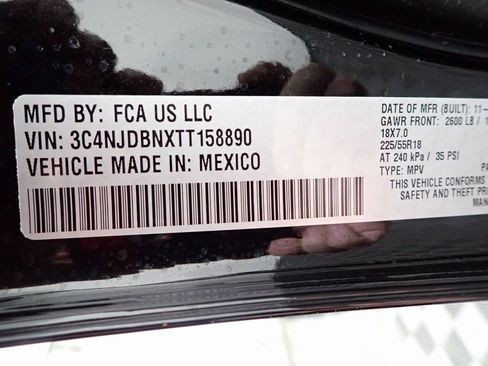 MFD BY: FCA US LLC
VIN: 3C4NJDBNXTT158890
VEHICLE MADE IN: MEXICO
DATE OF MFR (BUILT): 11-
GAWR FRONT: 2600 LB /
18X7.0
225/55R18
AT 240 kPa / 35 PSI
TYPE: MPV
THIS VEHICLE CONFORMS
SAFETY AND THEFT